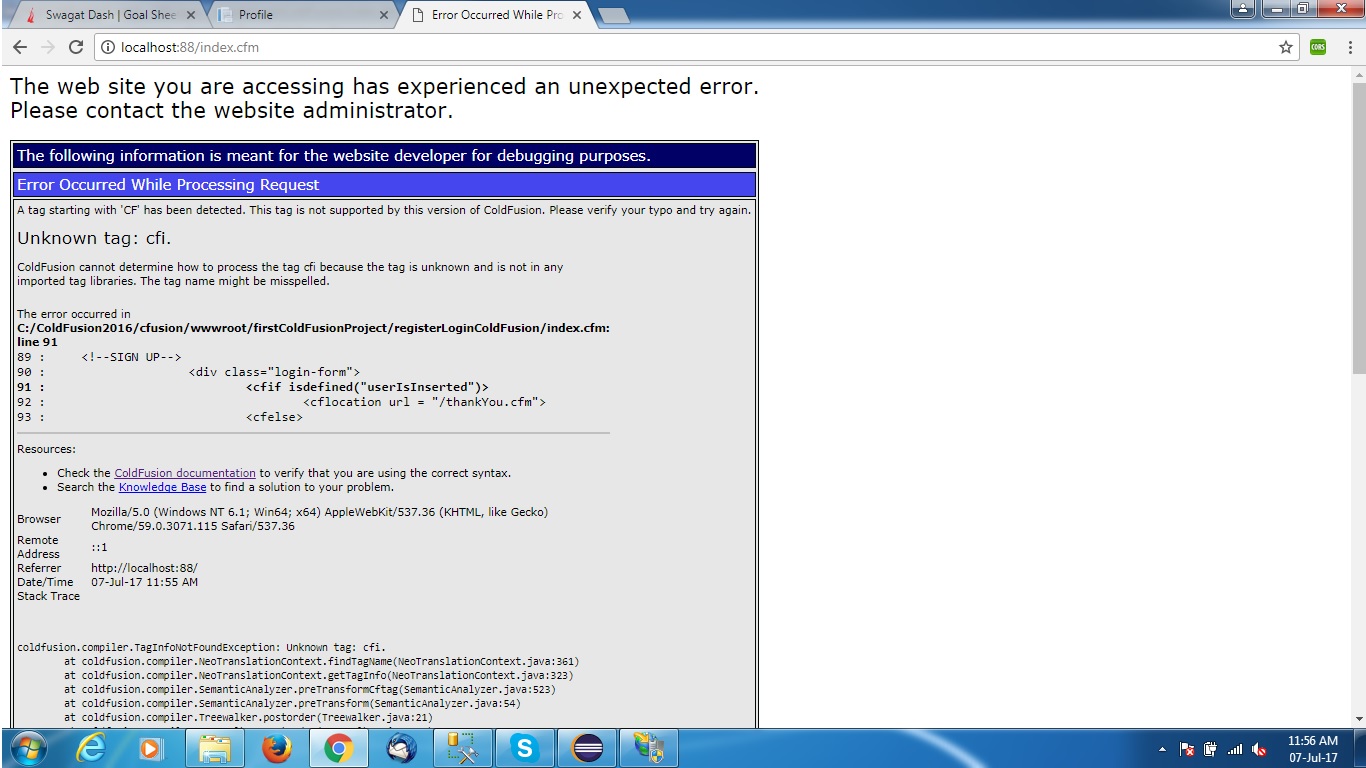 Swagat Dash | Goal Shee
Profile
Error Occurred While Pro
localhost:88/index.cfm
CORS
The web site you are accessing has experienced an unexpected error.
Please contact the website administrator.
The following information is meant for the website developer for debugging purposes.
Error Occurred While Processing Request
A tag starting with 'CF' has been detected. This tag is not supported by this version of ColdFusion. Please verify your typo and try again.
Unknown tag: cfi.
ColdFusion cannot determine how to process the tag cfi because the tag is unknown and is not in any
imported tag libraries. The tag name might be misspelled.
The error occurred in
C:/ColdFusion2016/cfusion/wwwroot/firstColdFusionProject/registerLoginColdFusion/index.cfm:
line 91
89 : <!--SIGN UP-->
90 : <div class="login-form">
91 : <cfif isdefined("userIsInserted")>
92 : <cflocation url = "/thankYou.cfm">
93 : <cfelse>
Resources:
• Check the ColdFusion documentation to verify that you are using the correct syntax.
• Search the Knowledge Base to find a solution to your problem.
Browser Mozilla/5.0 (Windows NT 6.1; Win64; x64) AppleWebKit/537.36 (KHTML, like Gecko)
Chrome/59.0.3071.115 Safari/537.36
Remote
Address ::1
Referrer http://localhost:88/
Date/Time 07-Jul-17 11:55 AM
Stack Trace
coldfusion.compiler.TagInfoNotFoundException: Unknown tag: cfi.
at coldfusion.compiler.NeoTranslationContext.findTagName(NeoTranslationContext.java:361)
at coldfusion.compiler.NeoTranslationContext.getTagInfo(NeoTranslationContext.java:323)
at coldfusion.compiler.SemanticAnalyzer.preTransformCftag(SemanticAnalyzer.java:523)
at coldfusion.compiler.SemanticAnalyzer.preTransform(SemanticAnalyzer.java:54)
at coldfusion.compiler.Treewalker.postorder(Treewalker.java:21)
11:56 AM
07-Jul-17